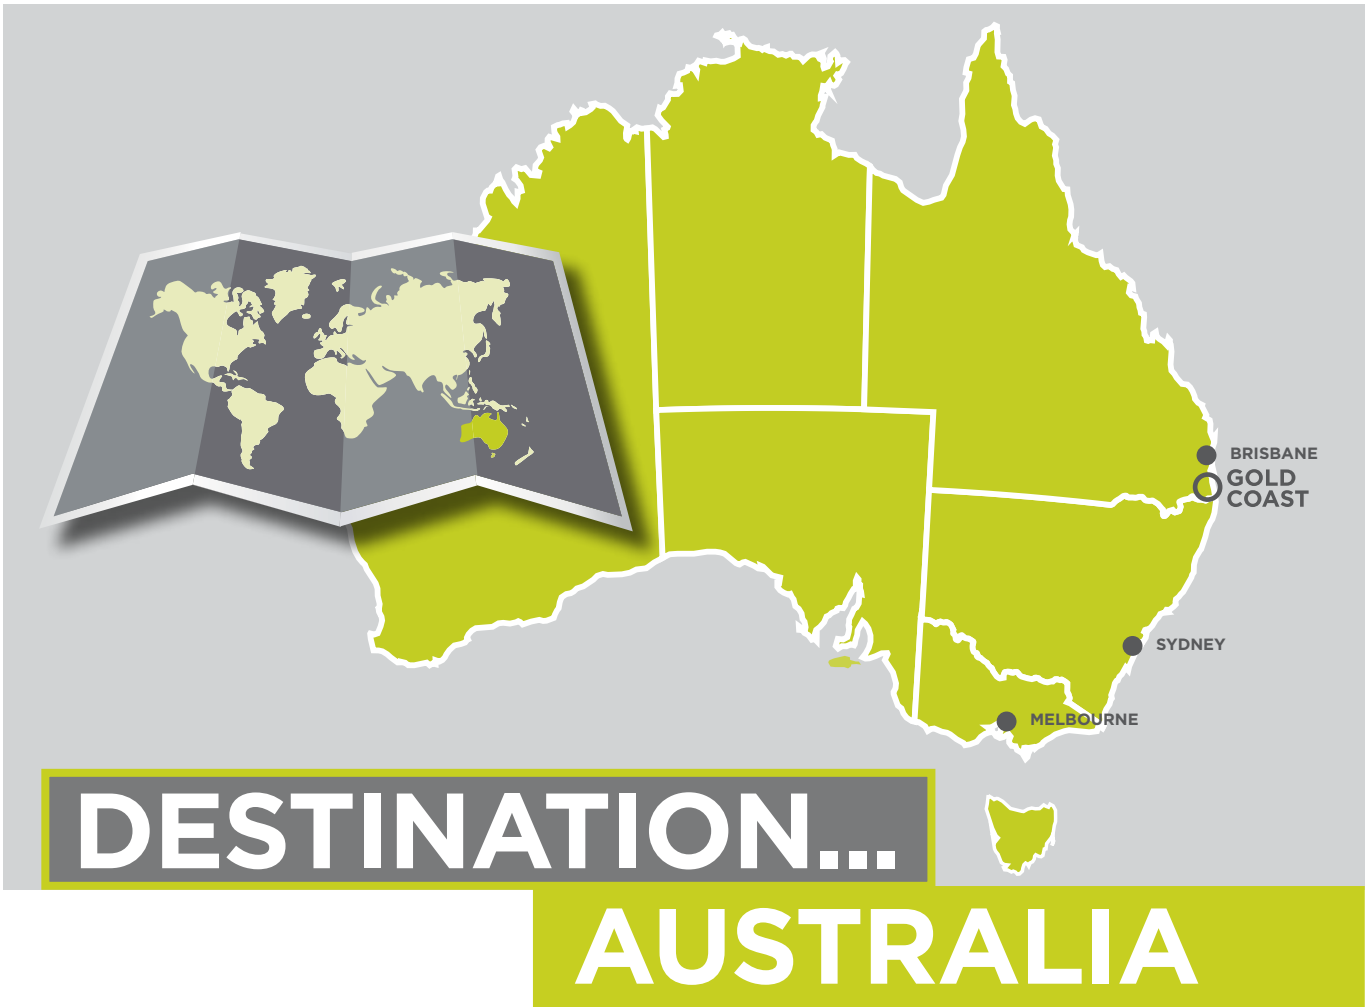 BRISBANE
GOLD
COAST
SYDNEY
MELBOURNE
DESTINATION...
AUSTRALIA